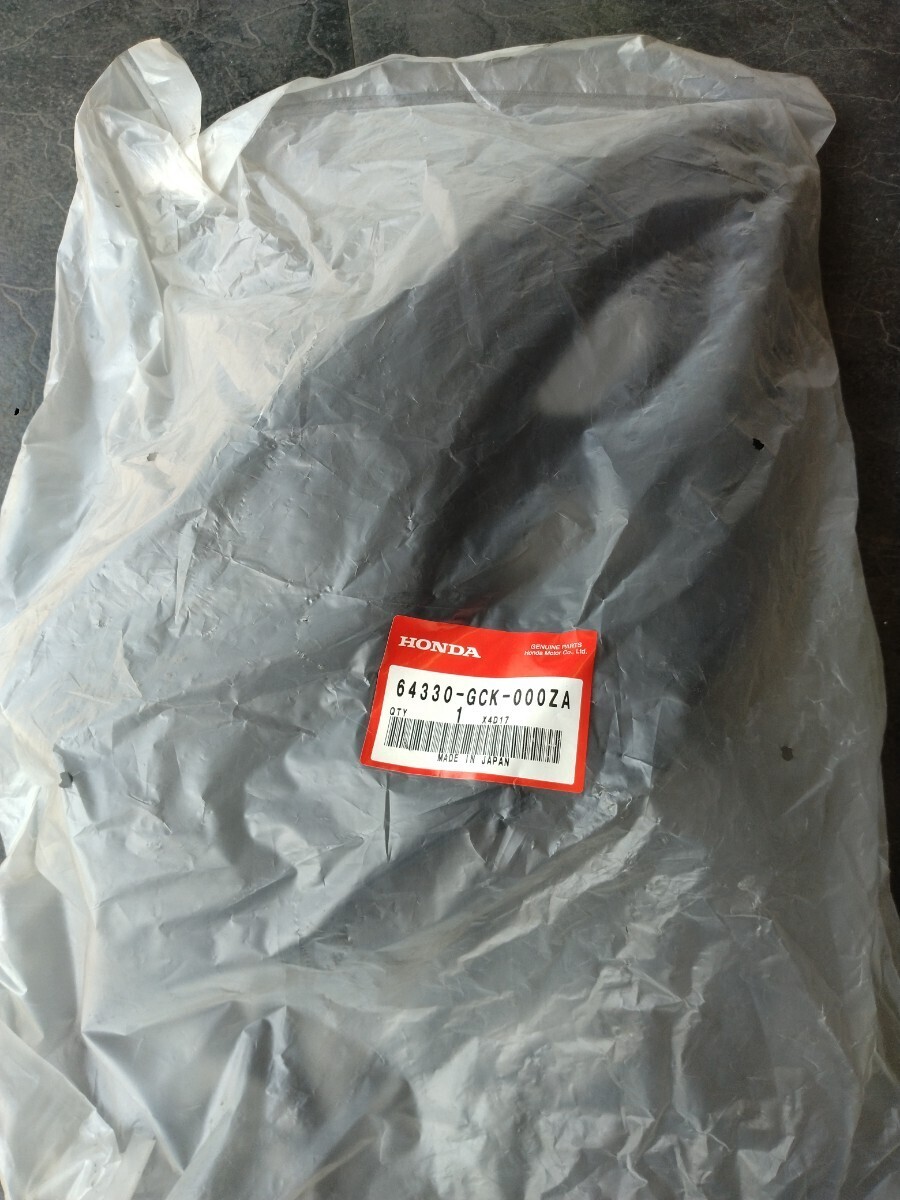 HONDA
GENUINE PARTS
Honda Motor Co., Ltd.
64330-GCK-000ZA
QTY 1 X4D17
MADE IN JAPAN